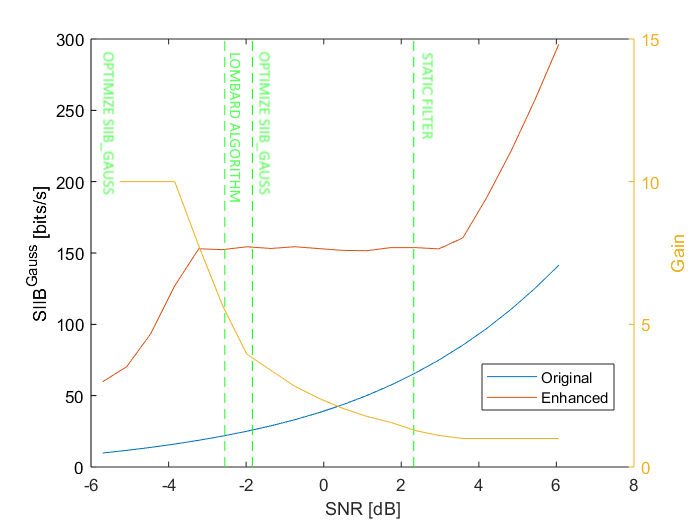 300
250
200
150
100
50
0
SIIB^Gauss [bits/s]
OPTIMIZE SIIB_GAUSS
LOMBARD ALGORITHM
OPTIMIZE SIIB_GAUSS
STATIC FILTER
15
10
5
0
Gain
Original
Enhanced
-6 -4 -2 0 2 4 6 8
SNR [dB]